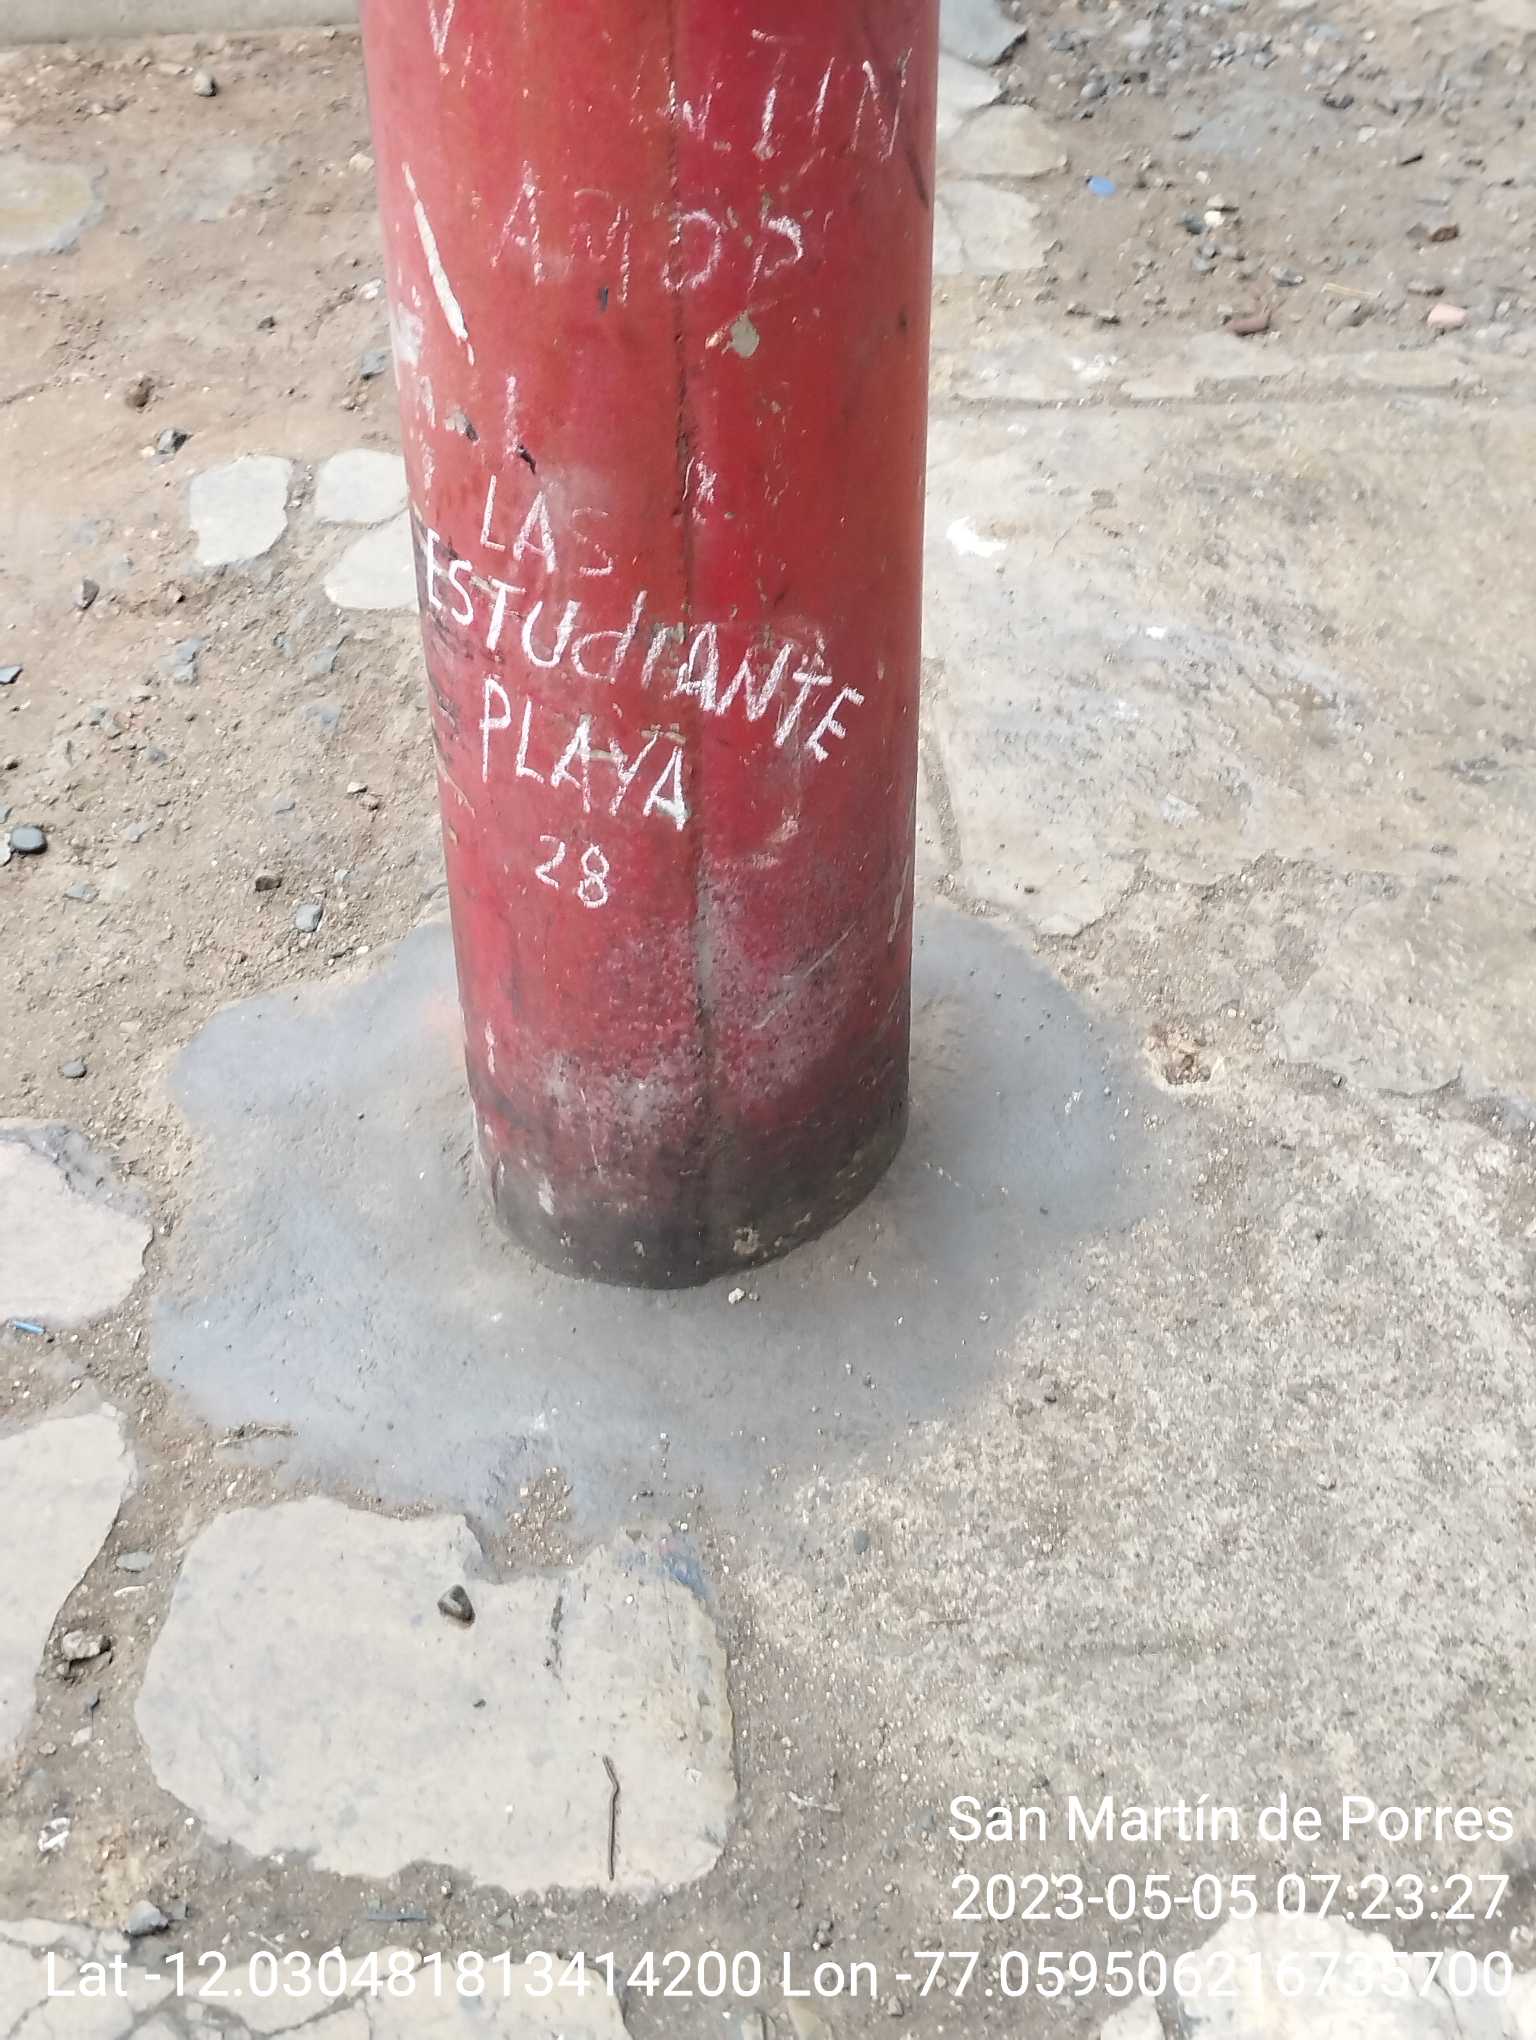 AMOR
LAS
ESTUdIANTE
PLAYA
28
San Martín de Porres
2023-05-05 07:23:27
Lat -12.030481813414200 Lon -77.059506216735700